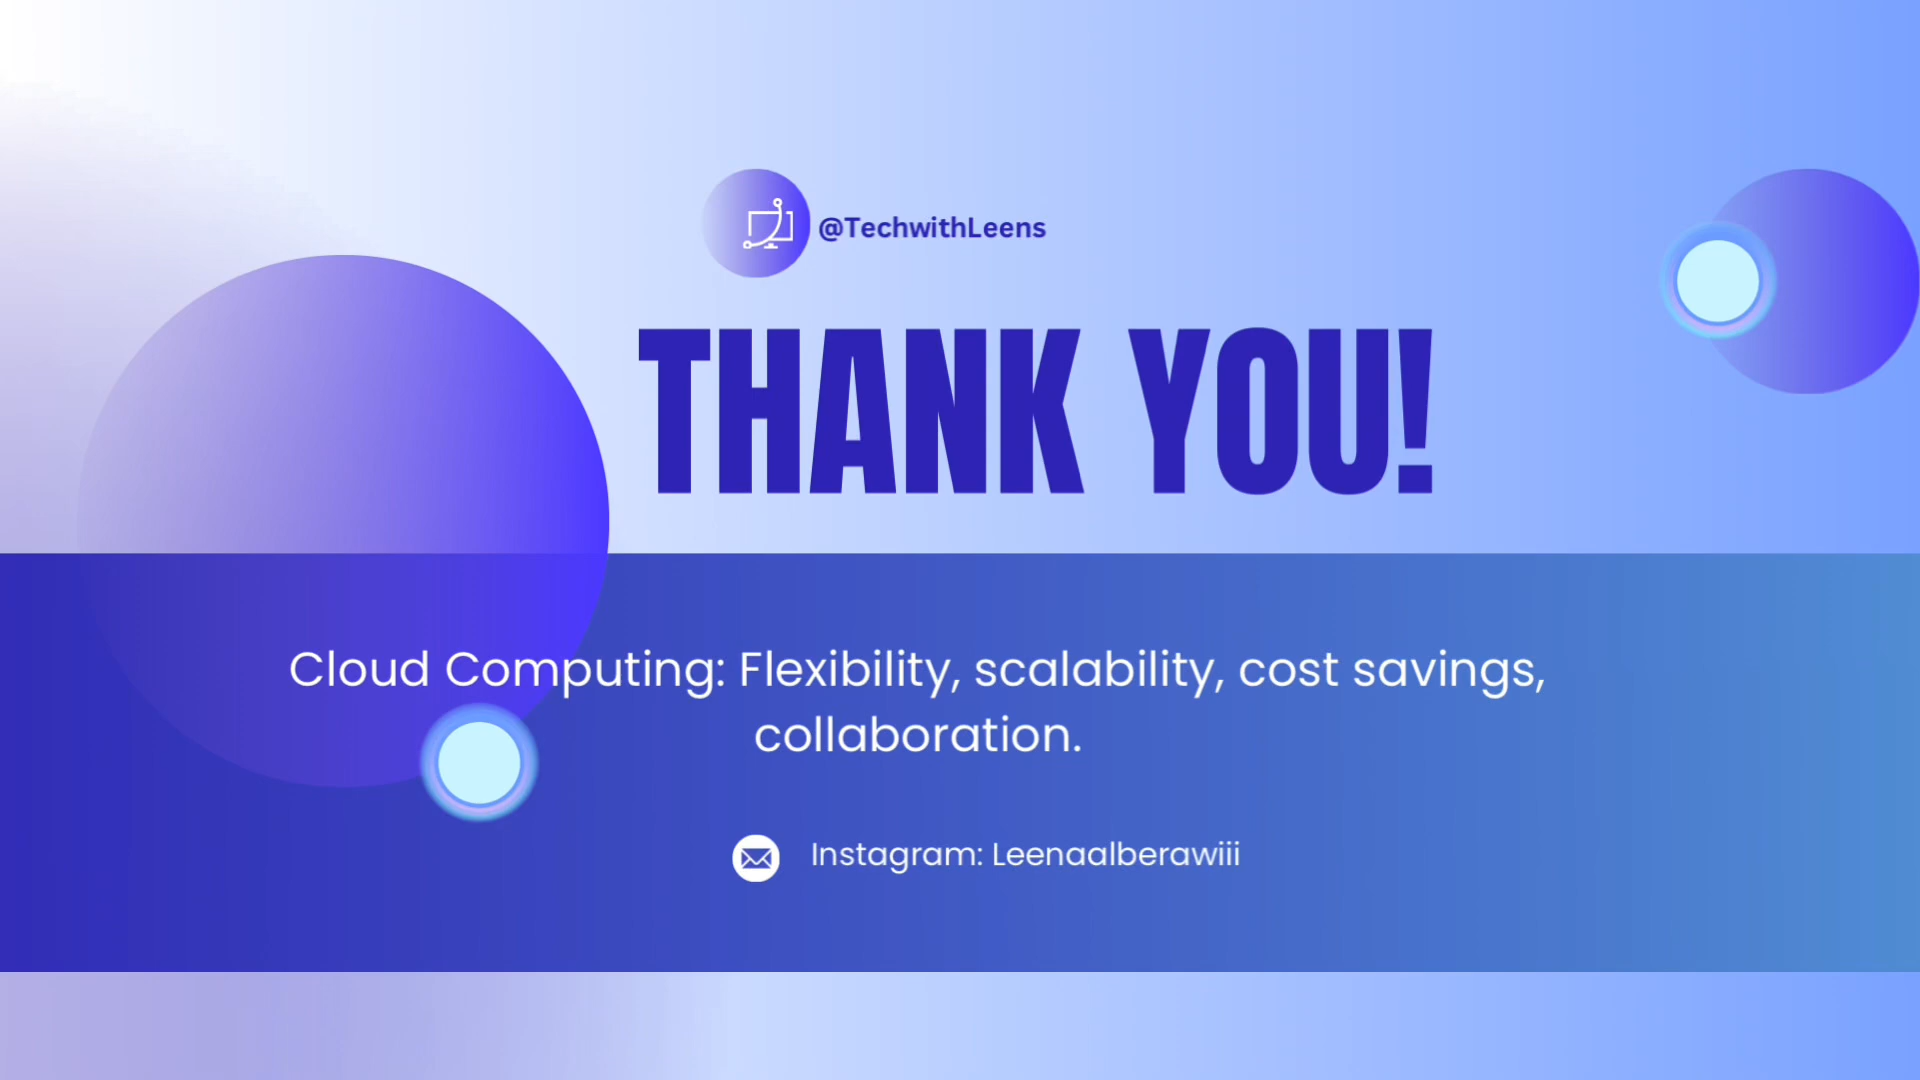 @TechwithLeens
THANK YOU!
Cloud Computing: Flexibility, scalability, cost savings,
collaboration.
Instagram: Leenaalberawiii